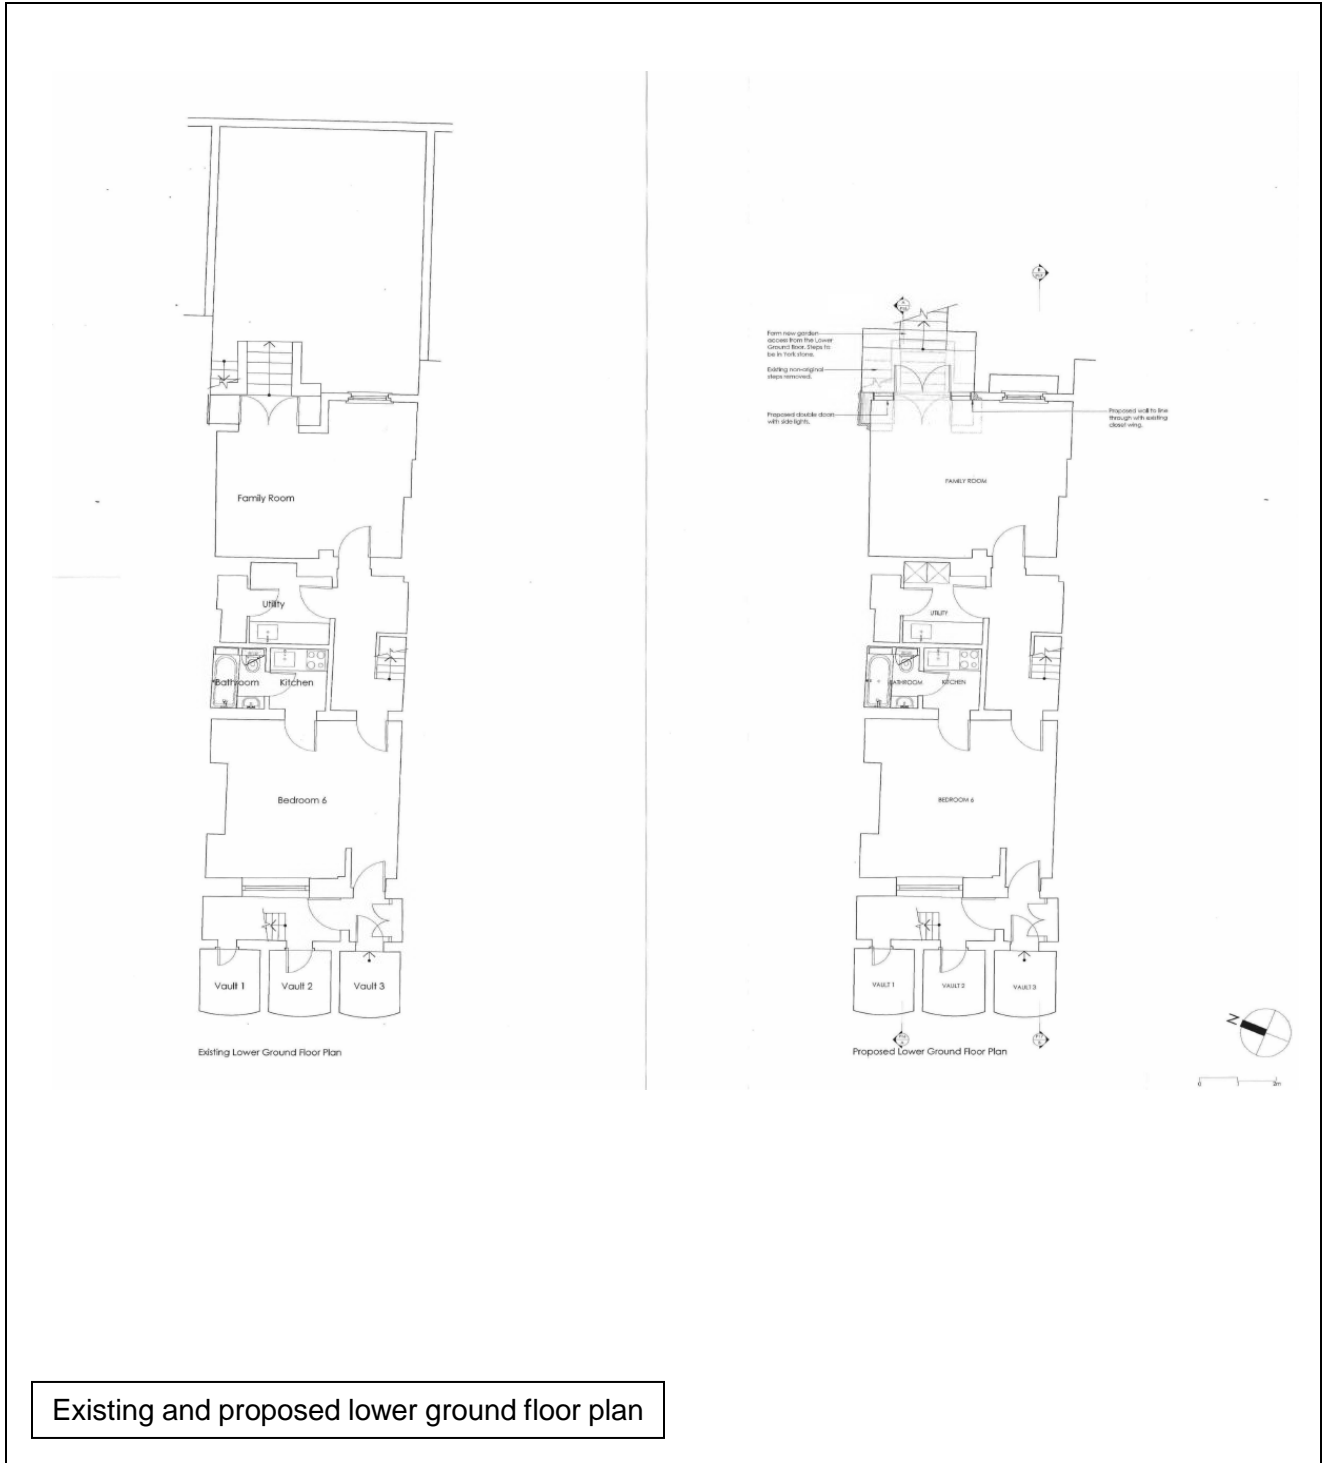 Form new garden
access from the Lower
Ground floor. Steps to
be in York stone.
Existing non-original
steps removed.
Proposed double doors
with side lights.
Proposed wall to line
through with existing
closet wing.
Family Room
FAMILY ROOM
Utility
UTILITY
Bathroom
Kitchen
BATHROOM
KITCHEN
Bedroom 6
BEDROOM 6
Vault 1
Vault 2
Vault 3
VAULT 1
VAULT 2
VAULT 3
N
Existing Lower Ground Floor Plan
Proposed Lower Ground Floor Plan
0
1
2m
Existing and proposed lower ground floor plan